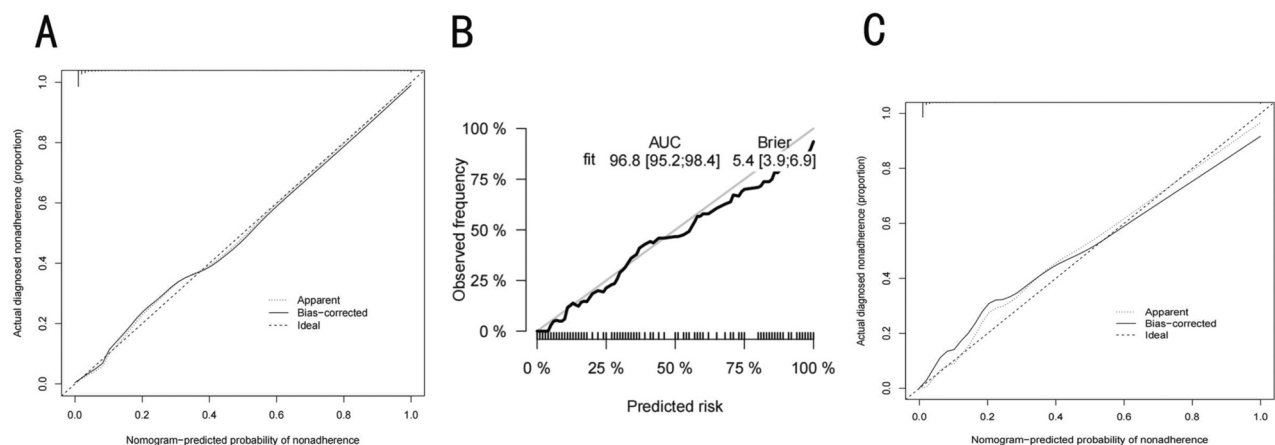 A
Actual diagnosed nonadherence (proportion)
1.0
0.8
0.6
0.4
0.2
0.0
Apparent
Bias-corrected
Ideal
0.0 0.2 0.4 0.6 0.8 1.0
Nomogram-predicted probability of nonadherence
B
Observed frequency
100 %
75 %
50 %
25 %
0 %
AUC Brier
fit 96.8 [95.2;98.4] 5.4 [3.9;6.9]
0 % 25 % 50 % 75 % 100 %
Predicted risk
C
Actual diagnosed nonadherence (proportion)
1.0
0.8
0.6
0.4
0.2
0.0
Apparent
Bias-corrected
Ideal
0.0 0.2 0.4 0.6 0.8 1.0
Nomogram-predicted probability of nonadherence